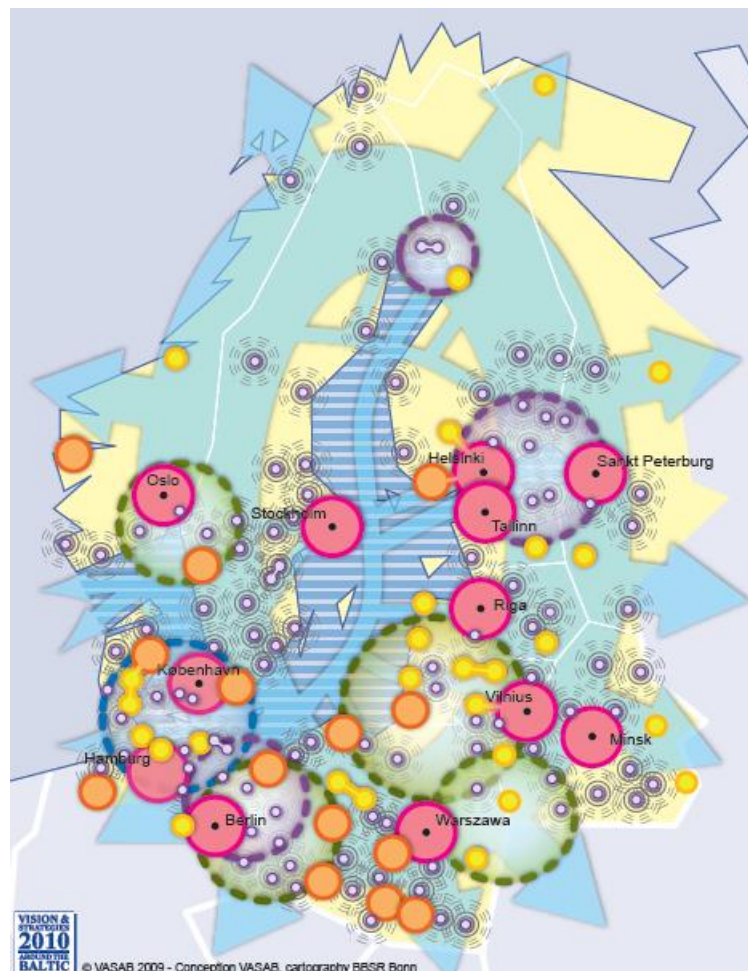 Oslo
Helsinki
Sankt Peterburg
Stockholm
Tallinn
Riga
København
Vilnius
Minsk
Hamburg
Berlin
Warszawa
VISION &
STRATEGIES
2010
AROUND THE
BALTIC
© VASAB 2009 - Conception VASAB, cartography BBSR Bonn